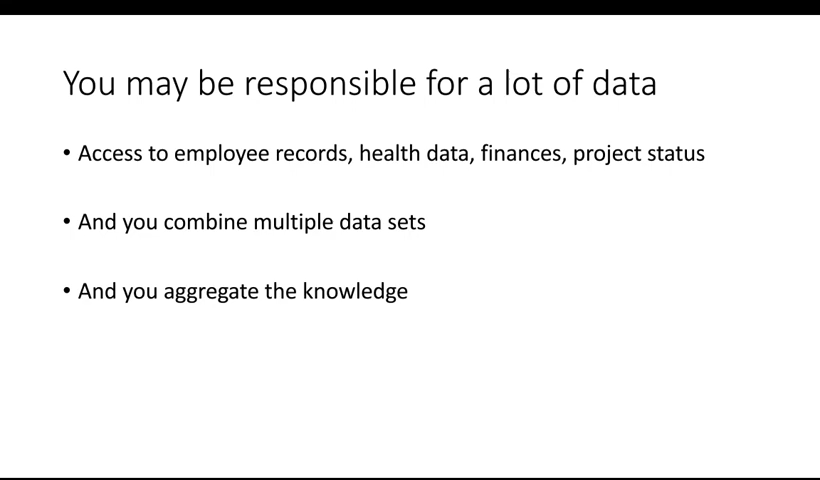 You may be responsible for a lot of data
• Access to employee records, health data, finances, project status
• And you combine multiple data sets
• And you aggregate the knowledge